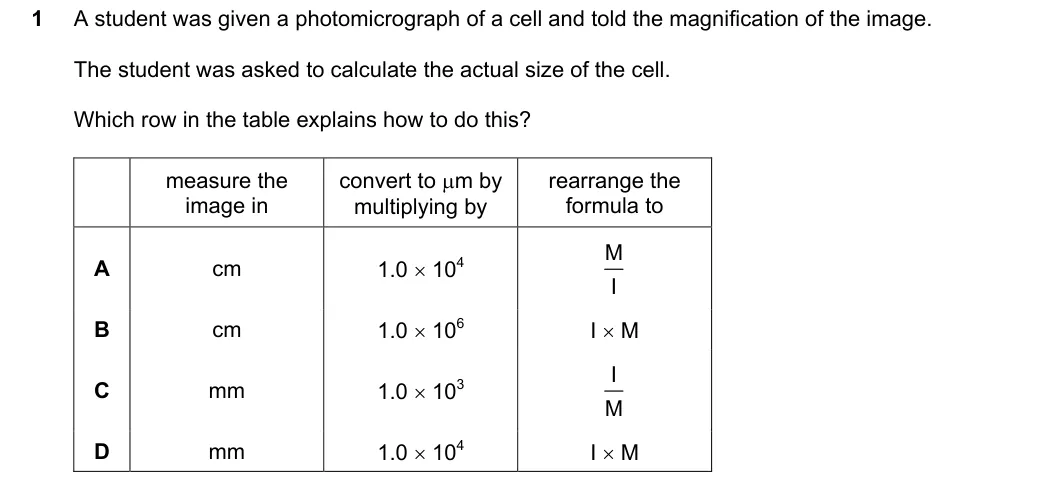 1 A student was given a photomicrograph of a cell and told the magnification of the image.
The student was asked to calculate the actual size of the cell.
Which row in the table explains how to do this?
measure the image in | convert to μm by multiplying by | rearrange the formula to
A | cm | 1.0 × 10⁴ | M/I
B | cm | 1.0 × 10⁶ | I × M
C | mm | 1.0 × 10³ | I/M
D | mm | 1.0 × 10⁴ | I × M